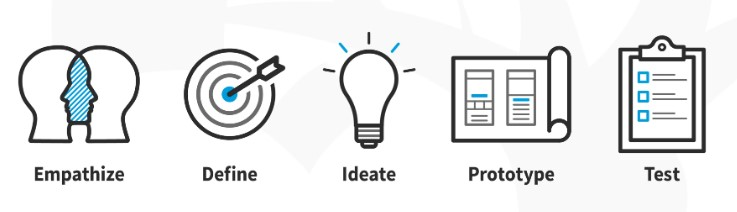 Empathize
Define
Ideate
Prototype
Test